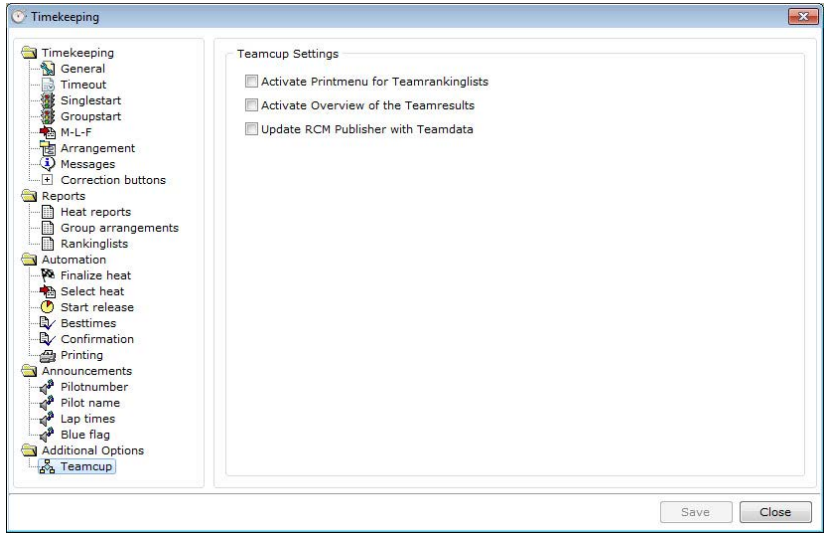 Timekeeping
Timekeeping
General
Timeout
Singlestart
Groupstart
M-L-F
Arrangement
Messages
Correction buttons
Reports
Heat reports
Group arrangements
Rankinglists
Automation
Finalize heat
Select heat
Start release
Besttimes
Confirmation
Printing
Announcements
Pilotnumber
Pilot name
Lap times
Blue flag
Additional Options
Teamcup
Teamcup Settings
Activate Printmenu for Teamrankinglists
Activate Overview of the Teamresults
Update RCM Publisher with Teamdata
Save
Close